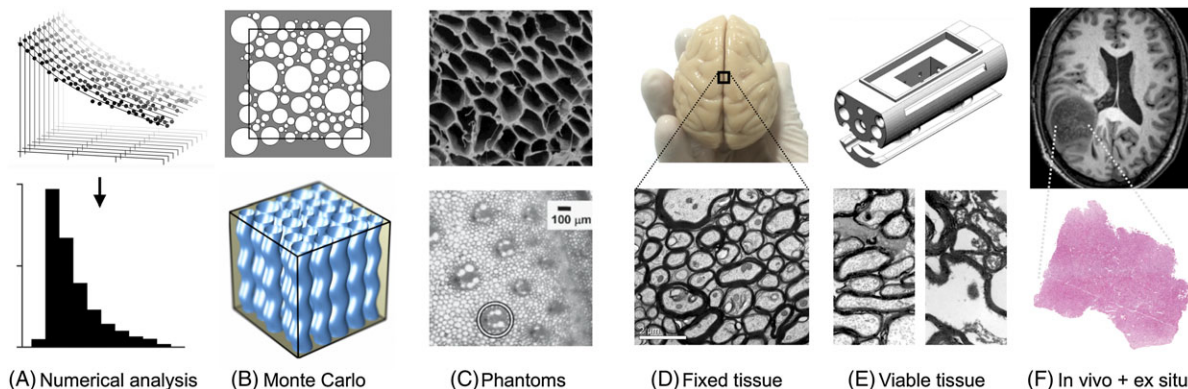 100 μm
(A) Numerical analysis
(B) Monte Carlo
(C) Phantoms
(D) Fixed tissue
(E) Viable tissue
(F) In vivo + ex situ